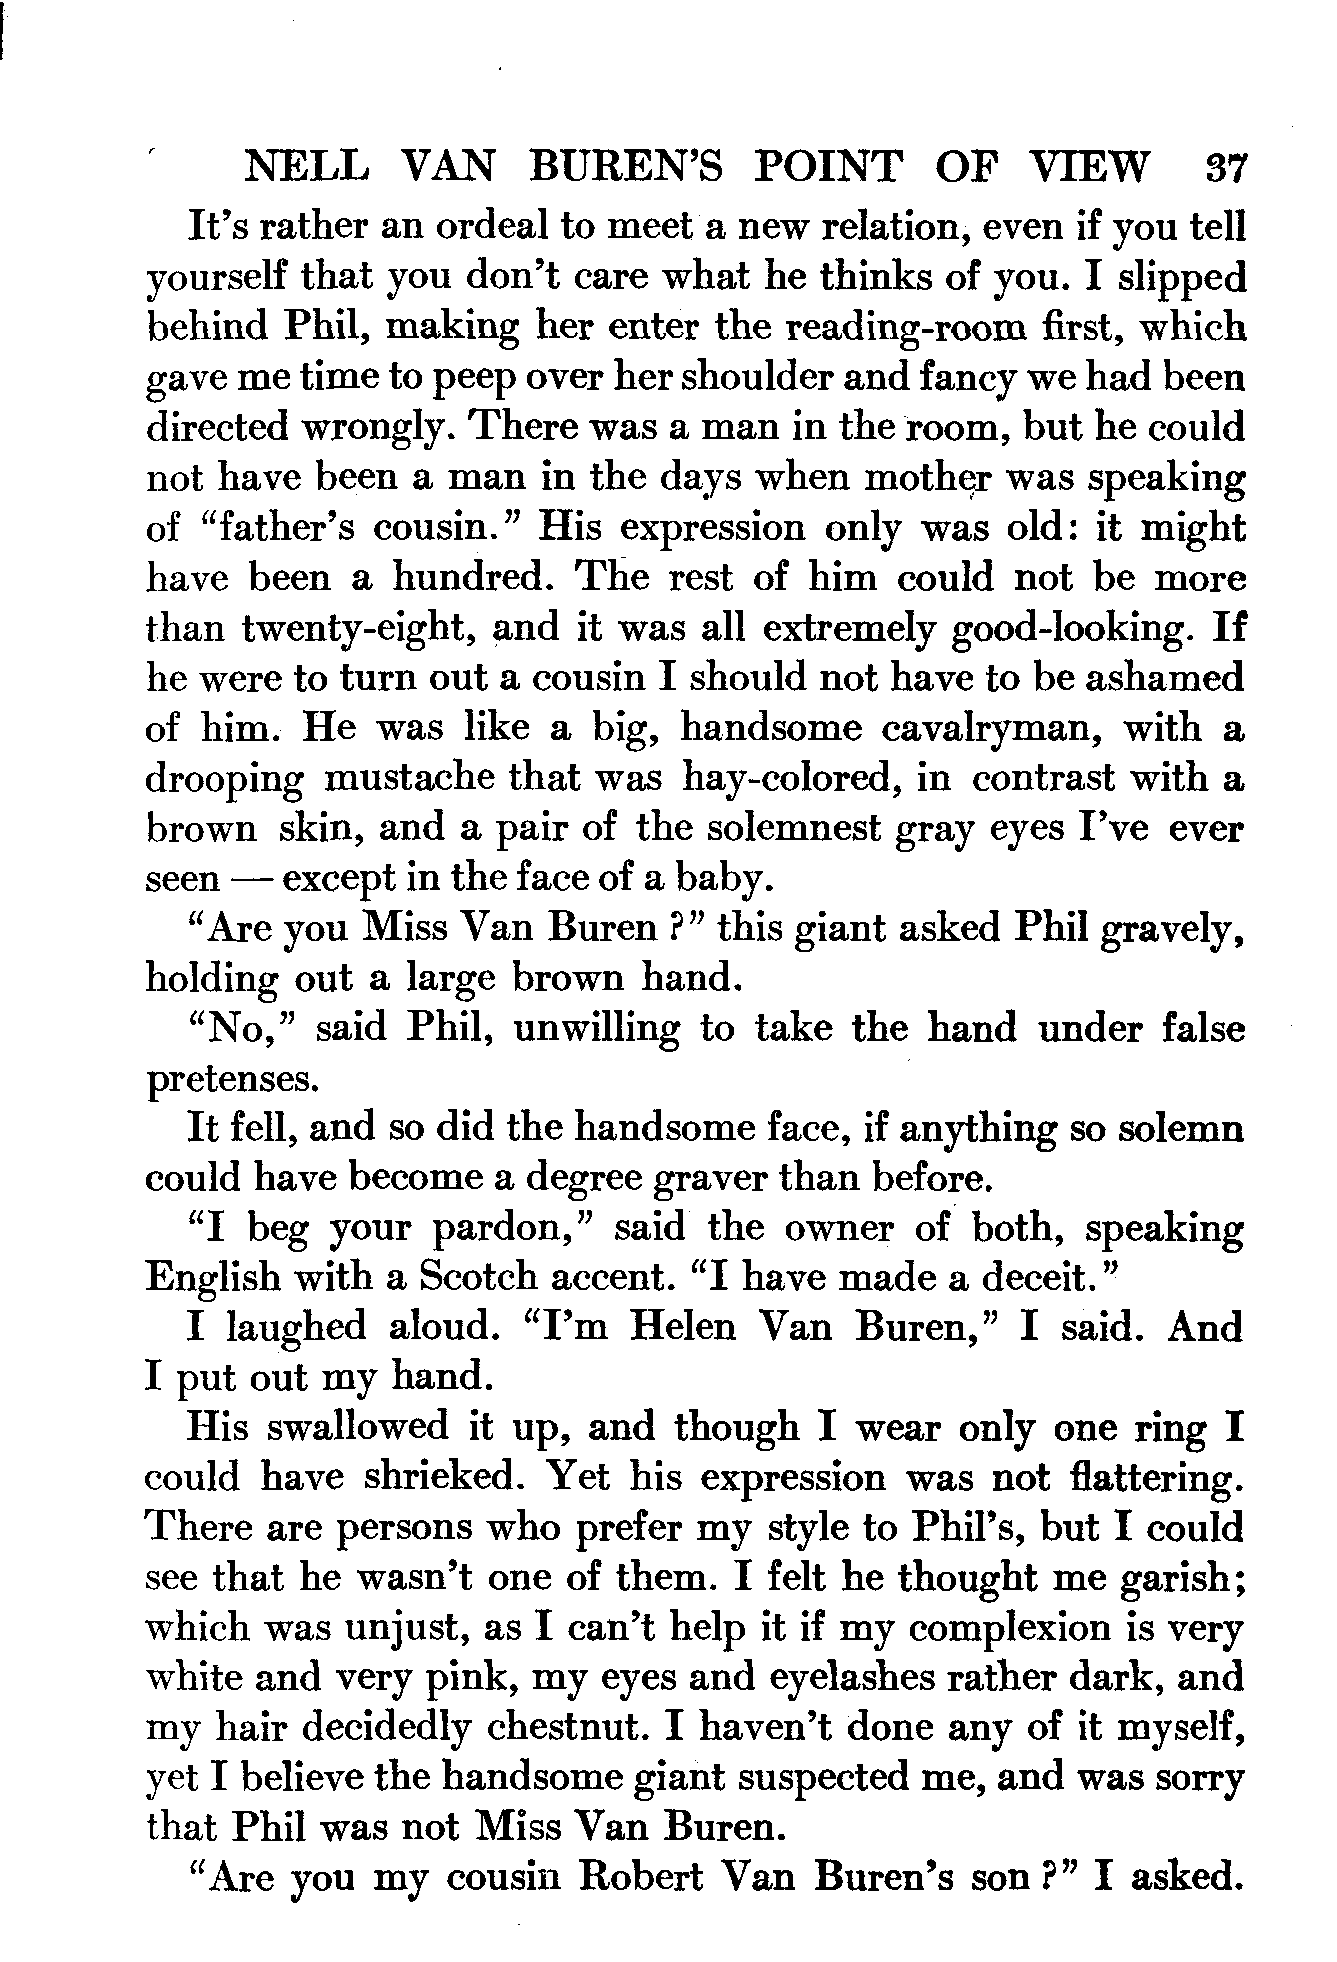 NELL VAN BUREN'S POINT OF VIEW 37
It's rather an ordeal to meet a new relation, even if you tell
yourself that you don't care what he thinks of you. I slipped
behind Phil, making her enter the reading-room first, which
gave me time to peep over her shoulder and fancy we had been
directed wrongly. There was a man in the room, but he could
not have been a man in the days when mother was speaking
of "father's cousin." His expression only was old: it might
have been a hundred. The rest of him could not be more
than twenty-eight, and it was all extremely good-looking. If
he were to turn out a cousin I should not have to be ashamed
of him. He was like a big, handsome cavalryman, with a
drooping mustache that was hay-colored, in contrast with a
brown skin, and a pair of the solemnest gray eyes I've ever
seen — except in the face of a baby.
"Are you Miss Van Buren ?" this giant asked Phil gravely,
holding out a large brown hand.
"No," said Phil, unwilling to take the hand under false
pretenses.
It fell, and so did the handsome face, if anything so solemn
could have become a degree graver than before.
"I beg your pardon," said the owner of both, speaking
English with a Scotch accent. "I have made a deceit."
I laughed aloud. "I'm Helen Van Buren," I said. And
I put out my hand.
His swallowed it up, and though I wear only one ring I
could have shrieked. Yet his expression was not flattering.
There are persons who prefer my style to Phil's, but I could
see that he wasn't one of them. I felt he thought me garish;
which was unjust, as I can't help it if my complexion is very
white and very pink, my eyes and eyelashes rather dark, and
my hair decidedly chestnut. I haven't done any of it myself,
yet I believe the handsome giant suspected me, and was sorry
that Phil was not Miss Van Buren.
"Are you my cousin Robert Van Buren's son ?" I asked.